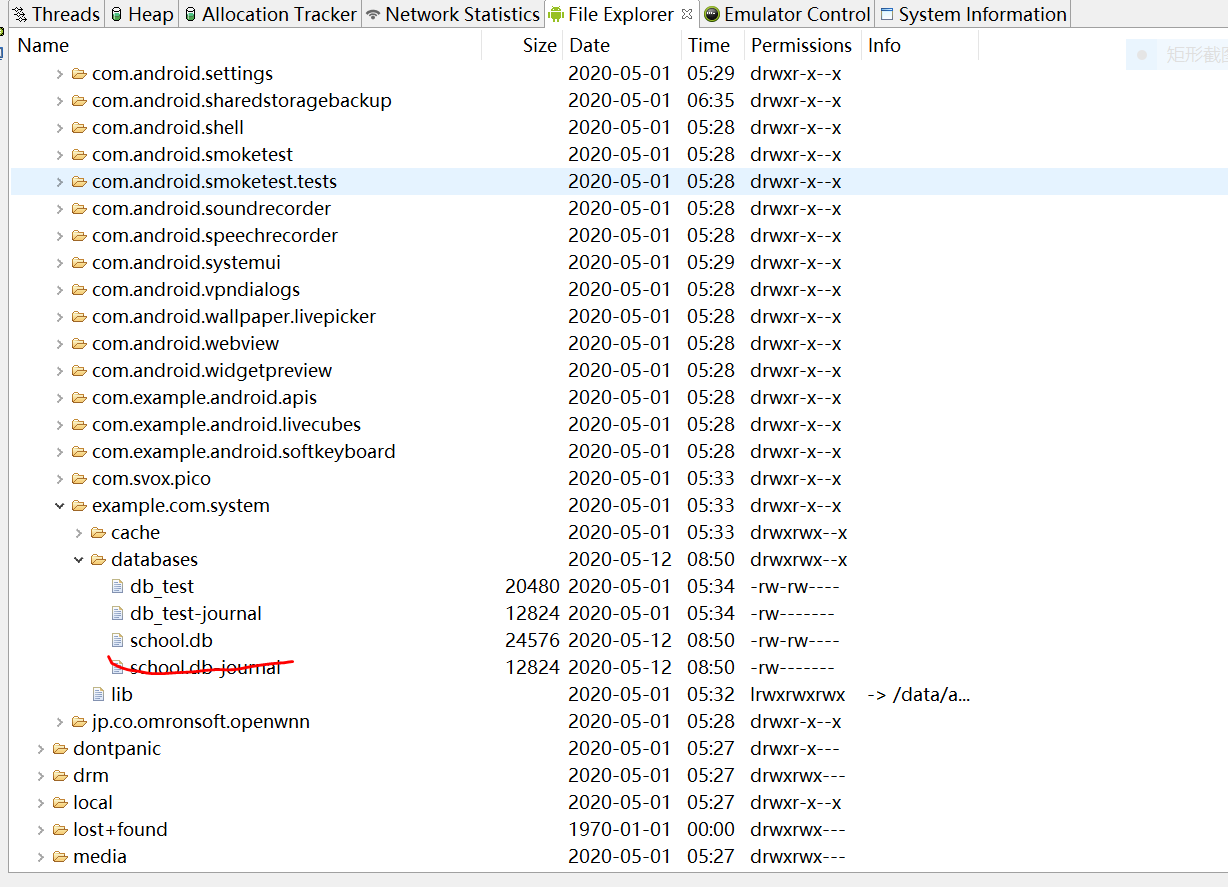 Threads Heap Allocation Tracker Network Statistics File Explorer Emulator Control System Information
Name Size Date Time Permissions Info
矩形截
com.android.settings 2020-05-01 05:29 drwxr-x--x
com.android.sharedstoragebackup 2020-05-01 06:35 drwxr-x--x
com.android.shell 2020-05-01 05:28 drwxr-x--x
com.android.smoketest 2020-05-01 05:28 drwxr-x--x
com.android.smoketest.tests 2020-05-01 05:28 drwxr-x--x
com.android.soundrecorder 2020-05-01 05:28 drwxr-x--x
com.android.speechrecorder 2020-05-01 05:28 drwxr-x--x
com.android.systemui 2020-05-01 05:29 drwxr-x--x
com.android.vpndialogs 2020-05-01 05:28 drwxr-x--x
com.android.wallpaper.livepicker 2020-05-01 05:28 drwxr-x--x
com.android.webview 2020-05-01 05:28 drwxr-x--x
com.android.widgetpreview 2020-05-01 05:28 drwxr-x--x
com.example.android.apis 2020-05-01 05:28 drwxr-x--x
com.example.android.livecubes 2020-05-01 05:28 drwxr-x--x
com.example.android.softkeyboard 2020-05-01 05:28 drwxr-x--x
com.svox.pico 2020-05-01 05:33 drwxr-x--x
example.com.system 2020-05-01 05:33 drwxr-x--x
cache 2020-05-01 05:33 drwxrwx--x
databases 2020-05-12 08:50 drwxrwx--x
db_test 20480 2020-05-01 05:34 -rw-rw----
db_test-journal 12824 2020-05-01 05:34 -rw-------
school.db 24576 2020-05-12 08:50 -rw-rw----
school.db-journal 12824 2020-05-12 08:50 -rw-------
lib 2020-05-01 05:32 lrwxrwxrwx -> /data/a...
jp.co.omronsoft.openwnn 2020-05-01 05:28 drwxr-x--x
dontpanic 2020-05-01 05:27 drwxr-x---
drm 2020-05-01 05:27 drwxrwx---
local 2020-05-01 05:27 drwxr-x--x
lost+found 1970-01-01 00:00 drwxrwx---
media 2020-05-01 05:27 drwxrwx---